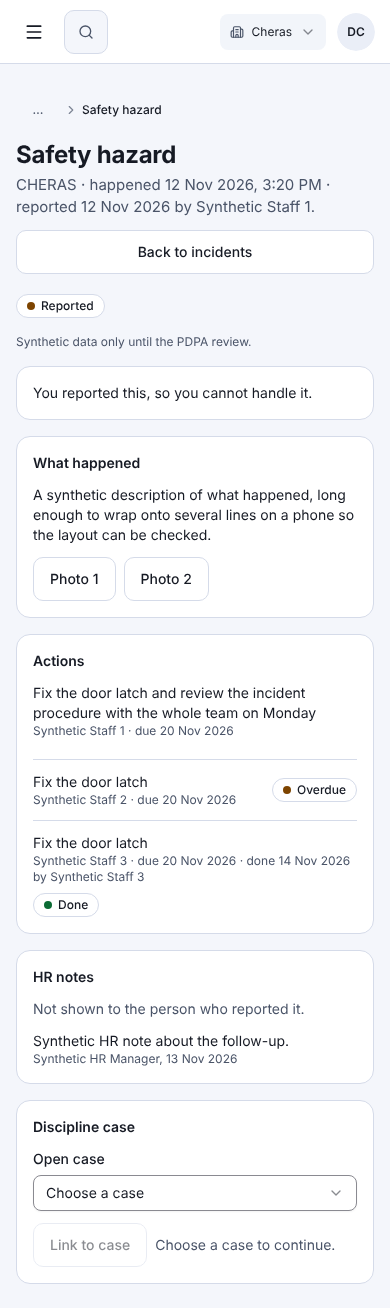 Cheras
DC
...
Safety hazard
Safety hazard
CHERAS · happened 12 Nov 2026, 3:20 PM ·
reported 12 Nov 2026 by Synthetic Staff 1.
Back to incidents
Reported
Synthetic data only until the PDPA review.
You reported this, so you cannot handle it.
What happened
A synthetic description of what happened, long
enough to wrap onto several lines on a phone so
the layout can be checked.
Photo 1
Photo 2
Actions
Fix the door latch and review the incident
procedure with the whole team on Monday
Synthetic Staff 1 · due 20 Nov 2026
Fix the door latch
Synthetic Staff 2 · due 20 Nov 2026
Overdue
Fix the door latch
Synthetic Staff 3 · due 20 Nov 2026 · done 14 Nov 2026
by Synthetic Staff 3
Done
HR notes
Not shown to the person who reported it.
Synthetic HR note about the follow-up.
Synthetic HR Manager, 13 Nov 2026
Discipline case
Open case
Choose a case
Link to case
Choose a case to continue.